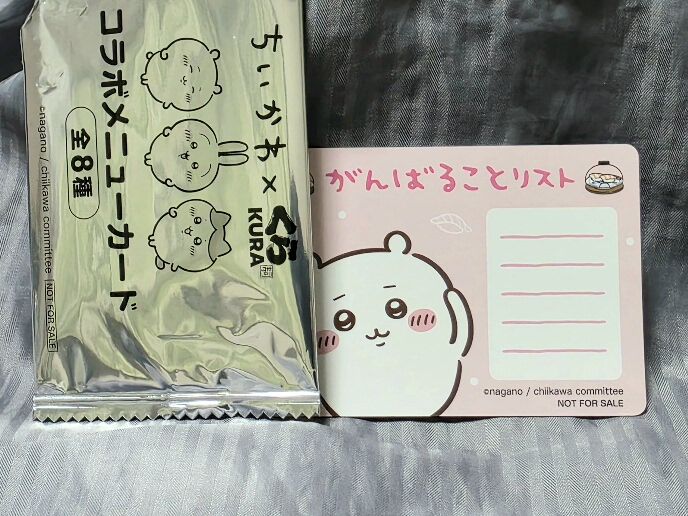 ちいかわ×くら
KURA
コラボメニューカード
全8種
©nagano / chiikawa committee NOT FOR SALE
がんばることリスト
©nagano / chiikawa committee
NOT FOR SALE